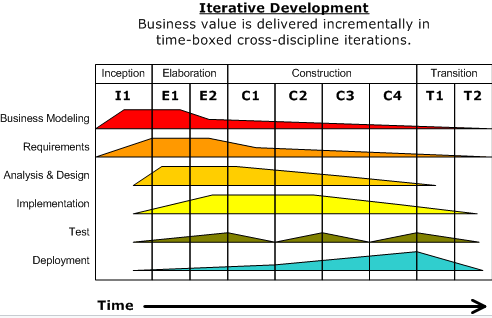 Iterative Development
Business value is delivered incrementally in
time-boxed cross-discipline iterations.
Inception Elaboration Construction Transition
I1 E1 E2 C1 C2 C3 C4 T1 T2
Business Modeling
Requirements
Analysis & Design
Implementation
Test
Deployment
Time